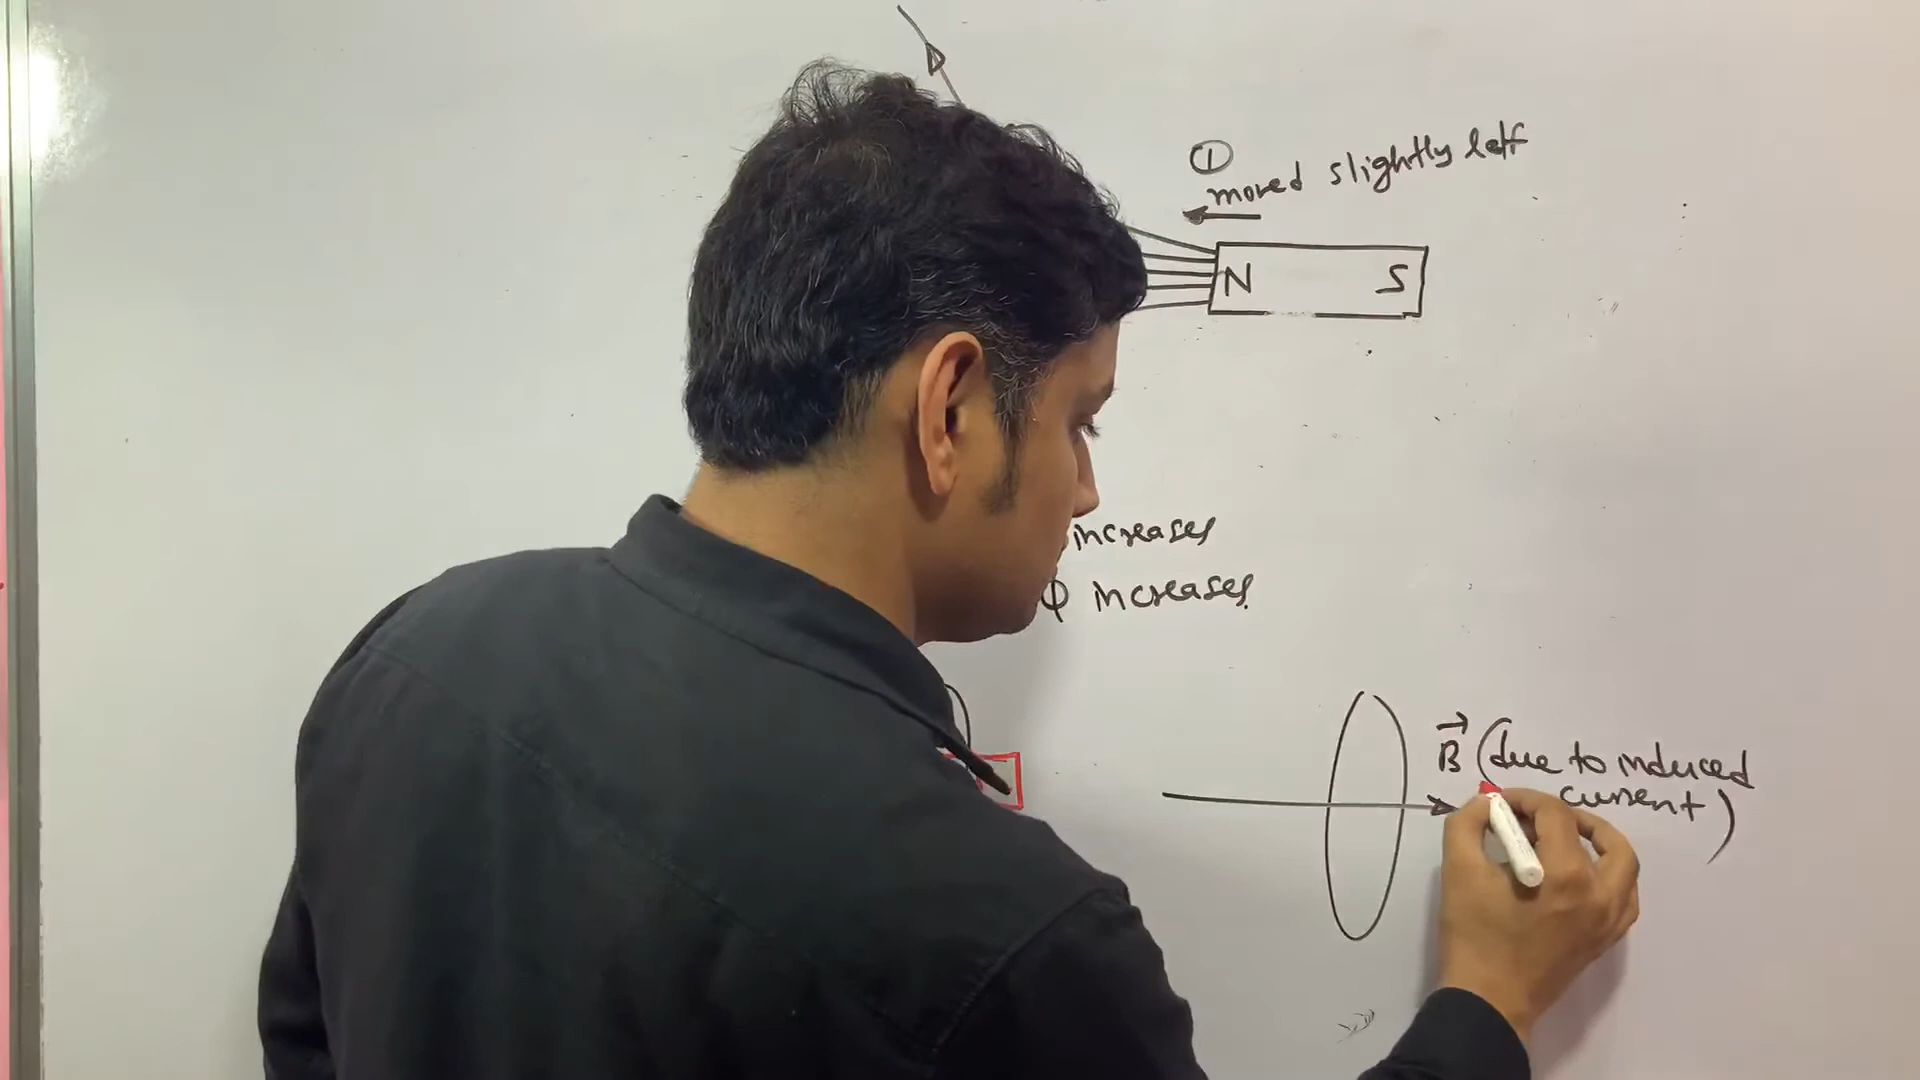 ①
moved slightly left
N S
increases
φ increases
B (due to induced
current)